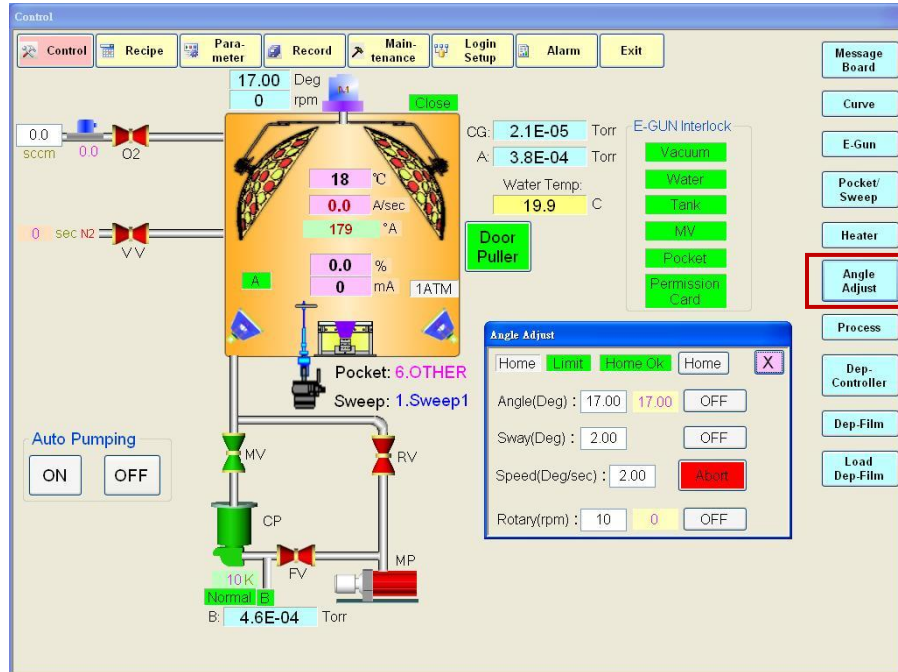 Control
Control
Recipe
Para-
meter
Record
Main-
tenance
Login
Setup
Alarm
Exit
17.00 Deg
0 rpm
Close
0.0
sccm 0.0 O2
0 sec N2
VV
18 ℃
0.0 A/sec
179 °A
0.0 %
0 mA
A
1ATM
CG: 2.1E-05 Torr
A: 3.8E-04 Torr
Water Temp:
19.9 C
Door
Puller
E-GUN Interlock
Vacuum
Water
Tank
MV
Pocket
Permission
Card
Pocket: 6.OTHER
Sweep: 1.Sweep1
Auto Pumping
ON OFF
MV
RV
CP
FV
MP
10 K
Normal B
B: 4.6E-04 Torr
Angle Adjust
Home Limit Home Ok Home X
Angle(Deg) : 17.00 17.00 OFF
Sway(Deg) : 2.00 OFF
Speed(Deg/sec) : 2.00 Abort
Rotary(rpm) : 10 0 OFF
Message
Board
Curve
E-Gun
Pocket/
Sweep
Heater
Angle
Adjust
Process
Dep-
Controller
Dep-Film
Load
Dep-Film